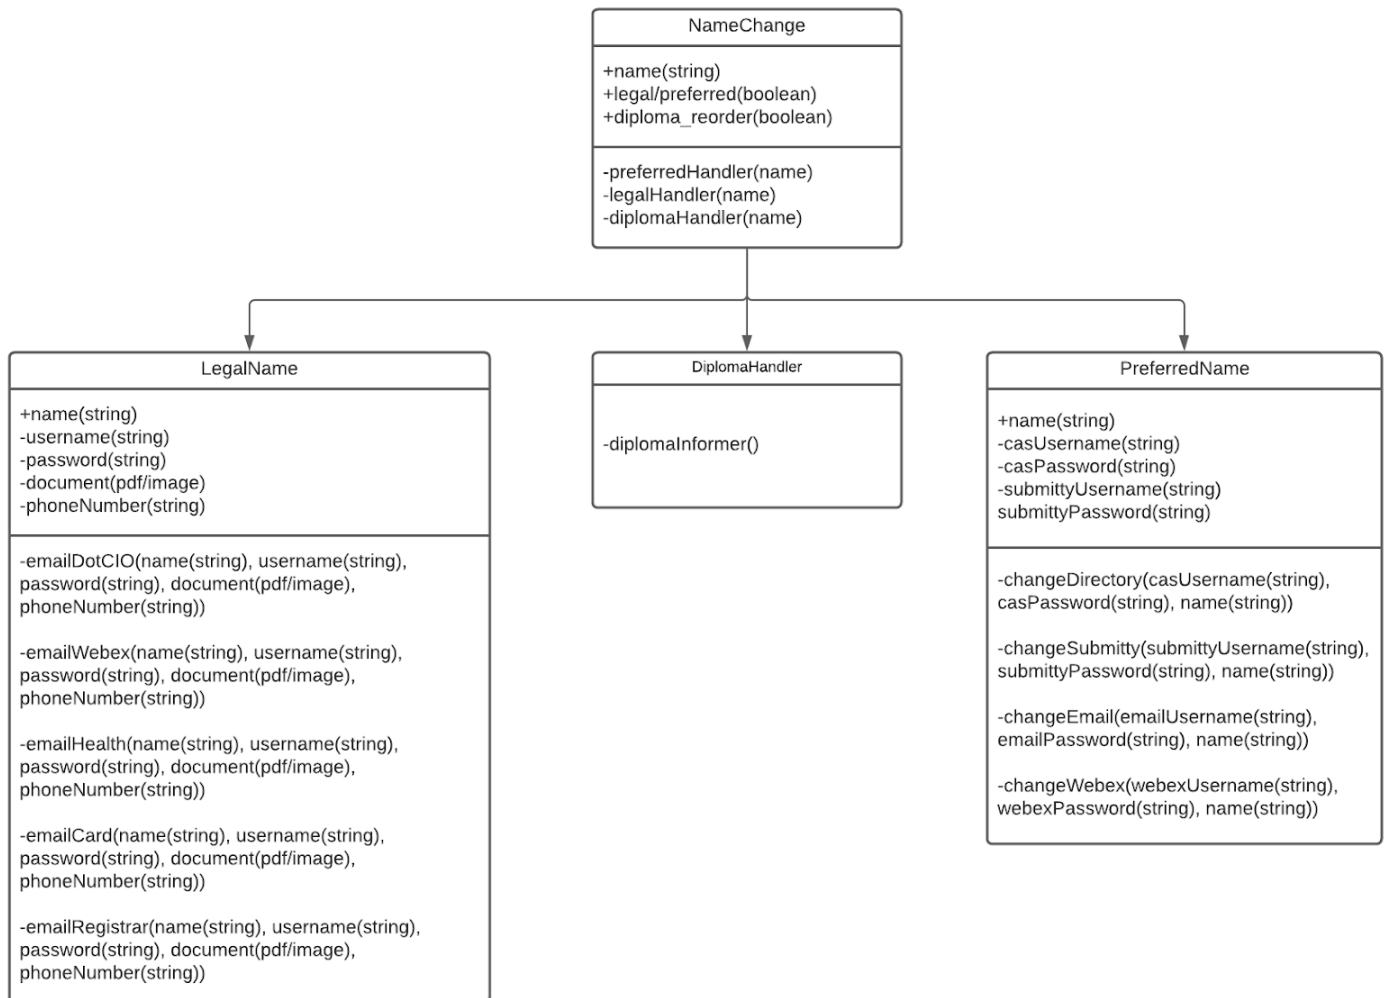 NameChange
+name(string)
+legal/preferred(boolean)
+diploma_reorder(boolean)
-preferredHandler(name)
-legalHandler(name)
-diplomaHandler(name)
LegalName
+name(string)
-username(string)
-password(string)
-document(pdf/image)
-phoneNumber(string)
-emailDotCIO(name(string), username(string),
password(string), document(pdf/image),
phoneNumber(string))
-emailWebex(name(string), username(string),
password(string), document(pdf/image),
phoneNumber(string))
-emailHealth(name(string), username(string),
password(string), document(pdf/image),
phoneNumber(string))
-emailCard(name(string), username(string),
password(string), document(pdf/image),
phoneNumber(string))
-emailRegistrar(name(string), username(string),
password(string), document(pdf/image),
phoneNumber(string))
DiplomaHandler
-diplomaInformer()
PreferredName
+name(string)
-casUsername(string)
-casPassword(string)
-submittyUsername(string)
submittyPassword(string)
-changeDirectory(casUsername(string),
casPassword(string), name(string))
-changeSubmitty(submittyUsername(string),
submittyPassword(string), name(string))
-changeEmail(emailUsername(string),
emailPassword(string), name(string))
-changeWebex(webexUsername(string),
webexPassword(string), name(string))